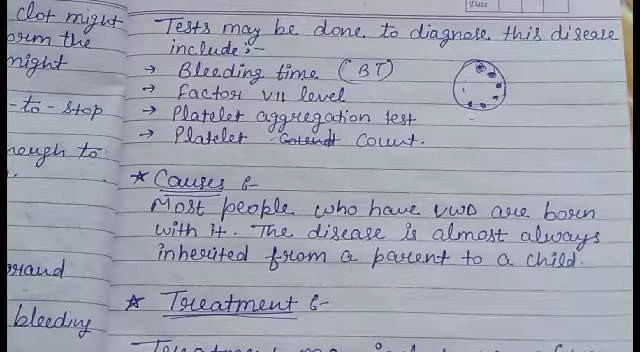 Date
clot might
orm the
might
-to-stop
nough to
brand
bleeding
Tests may be done to diagnose this disease
include :-
→ Bleeding time (BT)
→ Factor VII level
→ Platelet aggregation test
→ Platelet count.
* Causes :-
Most people who have VWD are born
with it. The disease is almost always
inherited from a parent to a child.
* Treatment :-